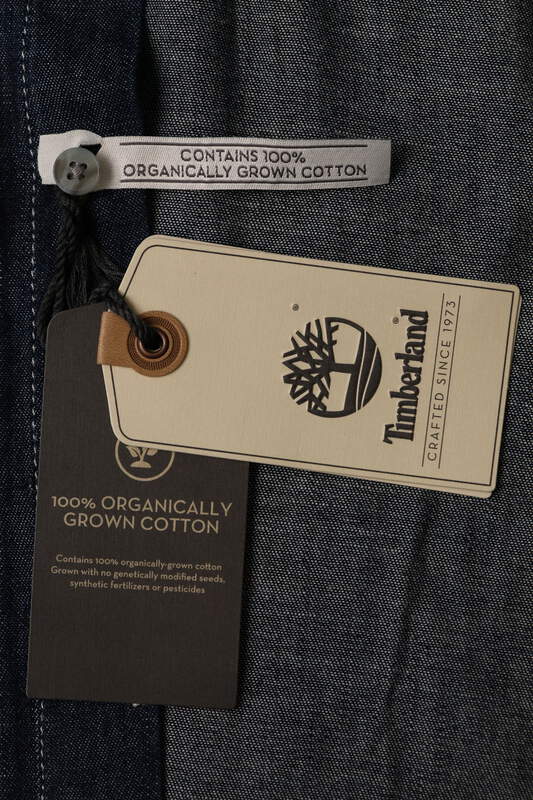 CONTAINS 100%
ORGANICALLY GROWN COTTON
Timberland®
CRAFTED SINCE 1973
100% ORGANICALLY
GROWN COTTON
Contains 100% organically-grown cotton
Grown with no genetically modified seeds,
synthetic fertilizers or pesticides